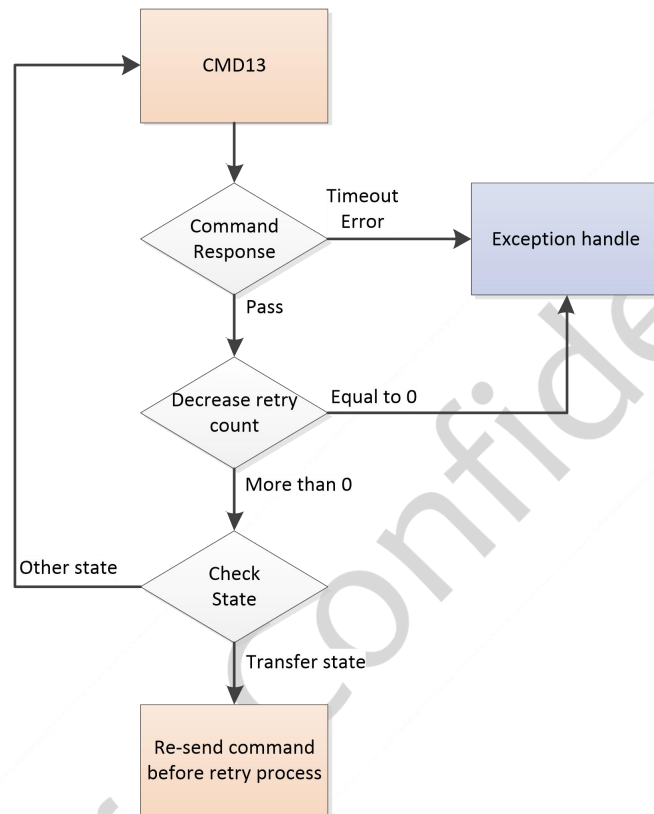 CMD13
Command
Response
Timeout
Error
Exception handle
Pass
Decrease retry
count
Equal to 0
More than 0
Other state
Check
State
Transfer state
Re-send command
before retry process
Confide